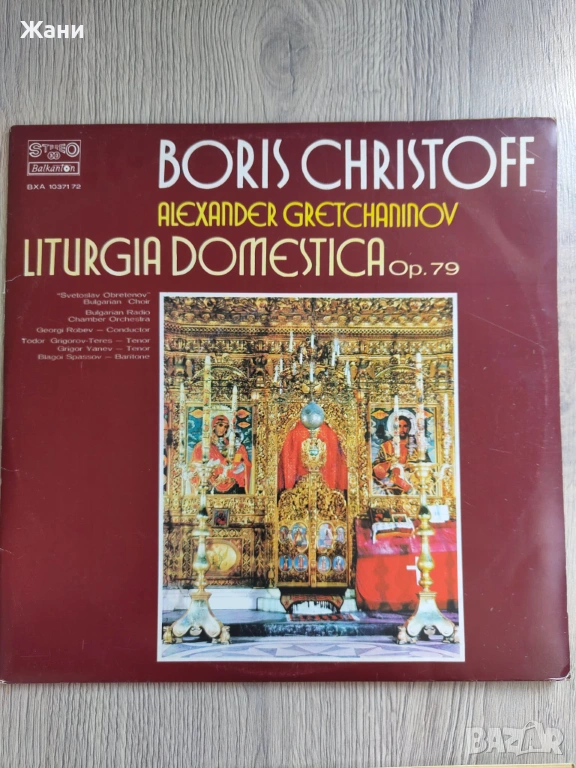 Жани
STEREO
Balkanton
BXA 10371 72
BORIS CHRISTOFF
ALEXANDER GRETCHANINOV
LITURGIA DOMESTICA Op. 79
"Svetoslav Obretenov"
Bulgarian Choir
Bulgarian Radio
Chamber Orchestra
Georgi Robev – Conductor
Todor Grigorov-Teres – Tenor
Grigor Yanev – Tenor
Blagoi Spassov – Baritone
BAZAR